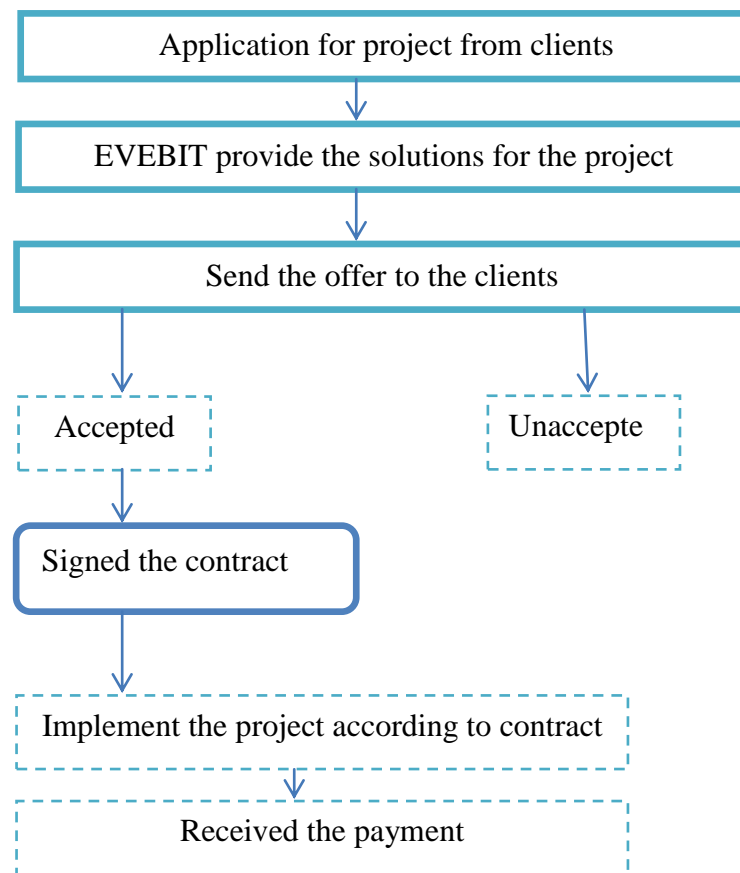 Application for project from clients
EVEBIT provide the solutions for the project
Send the offer to the clients
Accepted
Unaccepte
Signed the contract
Implement the project according to contract
Received the payment